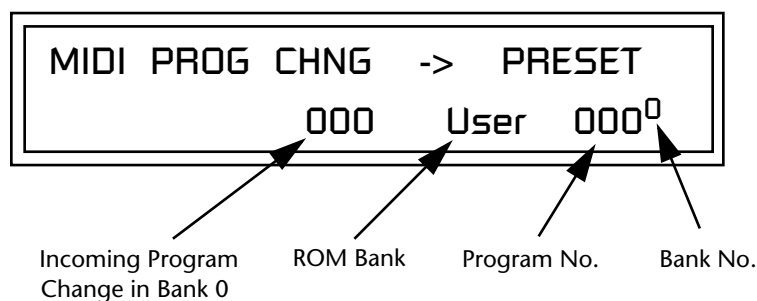 MIDI PROG CHNG -> PRESET
000 User 000⁰
Incoming Program
Change in Bank 0
ROM Bank
Program No.
Bank No.